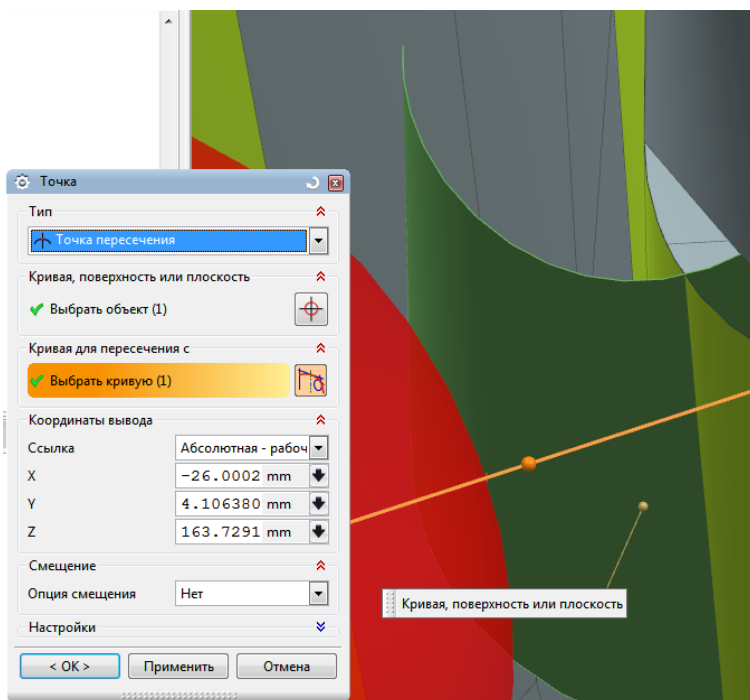 Точка
Тип
Точка пересечения
Кривая, поверхность или плоскость
Выбрать объект (1)
Кривая для пересечения с
Выбрать кривую (1)
Координаты вывода
Ссылка Абсолютная - рабоч
X -26.0002 mm
Y 4.106380 mm
Z 163.7291 mm
Смещение
Опция смещения Нет
Настройки
< OK > Применить Отмена
Кривая, поверхность или плоскость